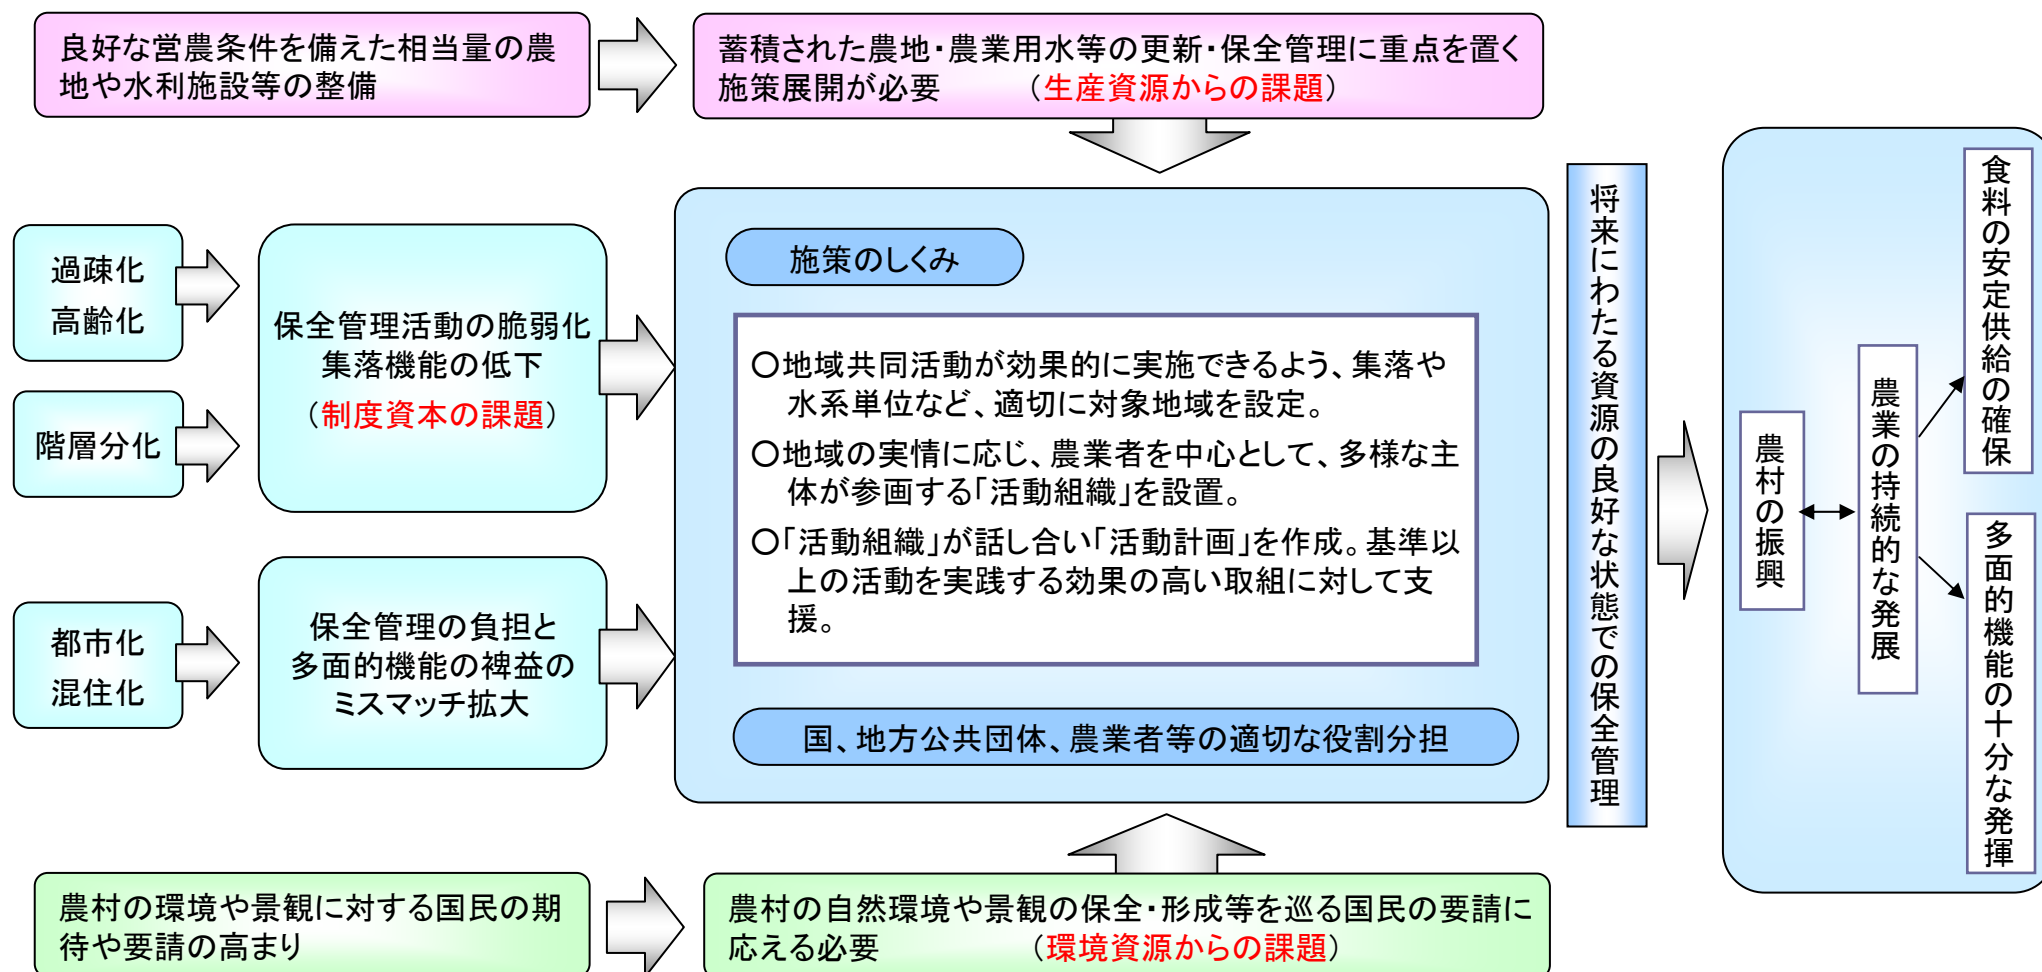 良好な営農条件を備えた相当量の農
地や水利施設等の整備
蓄積された農地・農業用水等の更新・保全管理に重点を置く
施策展開が必要　　　（生産資源からの課題）
過疎化
高齢化
階層分化
都市化
混住化
保全管理活動の脆弱化
集落機能の低下
（制度資本の課題）
保全管理の負担と
多面的機能の裨益の
ミスマッチ拡大
施策のしくみ
〇地域共同活動が効果的に実施できるよう、集落や
水系単位など、適切に対象地域を設定。
〇地域の実情に応じ、農業者を中心として、多様な主
体が参画する「活動組織」を設置。
〇「活動組織」が話し合い「活動計画」を作成。基準以
上の活動を実践する効果の高い取組に対して支
援。
国、地方公共団体、農業者等の適切な役割分担
将来にわたる資源の良好な状態での保全管理
農村の振興
農業の持続的な発展
食料の安定供給の確保
多面的機能の十分な発揮
農村の環境や景観に対する国民の期
待や要請の高まり
農村の自然環境や景観の保全・形成等を巡る国民の要請に
応える必要　　　　　（環境資源からの課題）